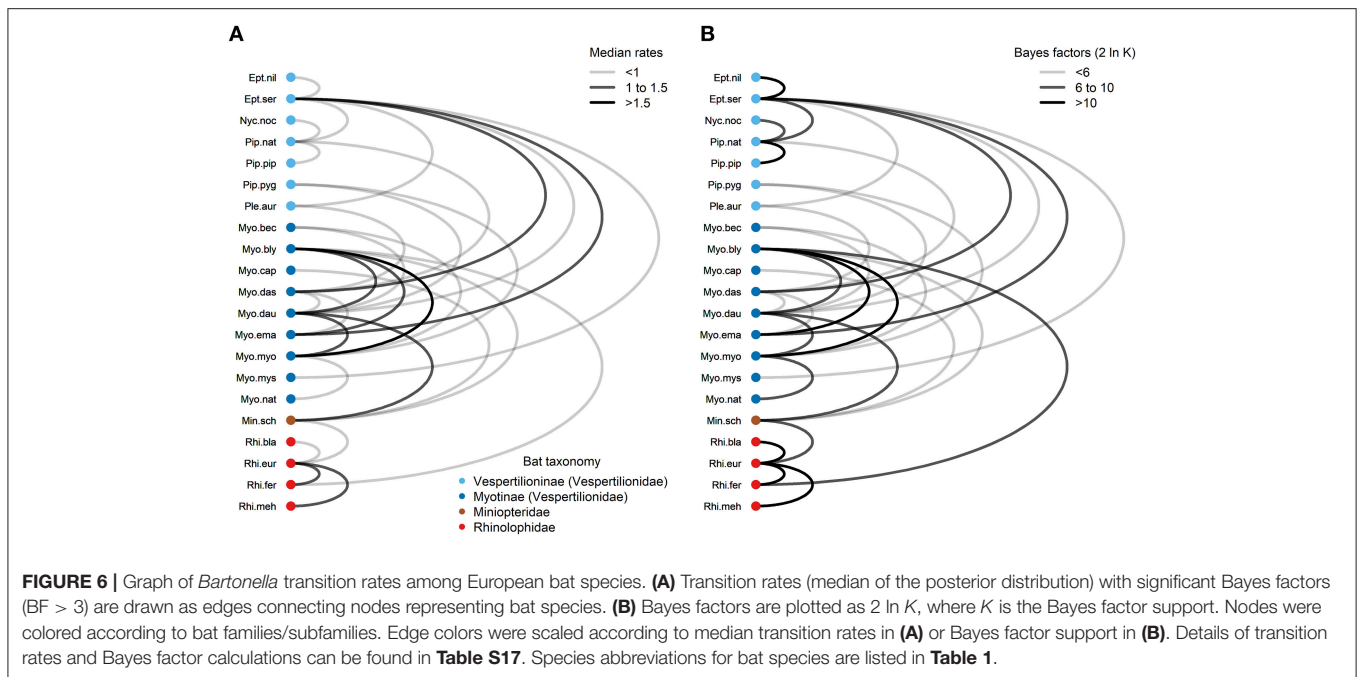 A
Median rates
<1
1 to 1.5
>1.5
Ept.nil
Ept.ser
Nyc.noc
Pip.nat
Pip.pip
Pip.pyg
Ple.aur
Myo.bec
Myo.bly
Myo.cap
Myo.das
Myo.dau
Myo.ema
Myo.myo
Myo.mys
Myo.nat
Min.sch
Rhi.bla
Rhi.eur
Rhi.fer
Rhi.meh
Bat taxonomy
Vespertilioninae (Vespertilionidae)
Myotinae (Vespertilionidae)
Miniopteridae
Rhinolophidae
B
Bayes factors (2 ln K)
<6
6 to 10
>10
Ept.nil
Ept.ser
Nyc.noc
Pip.nat
Pip.pip
Pip.pyg
Ple.aur
Myo.bec
Myo.bly
Myo.cap
Myo.das
Myo.dau
Myo.ema
Myo.myo
Myo.mys
Myo.nat
Min.sch
Rhi.bla
Rhi.eur
Rhi.fer
Rhi.meh
FIGURE 6 | Graph of Bartonella transition rates among European bat species. (A) Transition rates (median of the posterior distribution) with significant Bayes factors
(BF > 3) are drawn as edges connecting nodes representing bat species. (B) Bayes factors are plotted as 2 ln K, where K is the Bayes factor support. Nodes were
colored according to bat families/subfamilies. Edge colors were scaled according to median transition rates in (A) or Bayes factor support in (B). Details of transition
rates and Bayes factor calculations can be found in Table S17. Species abbreviations for bat species are listed in Table 1.